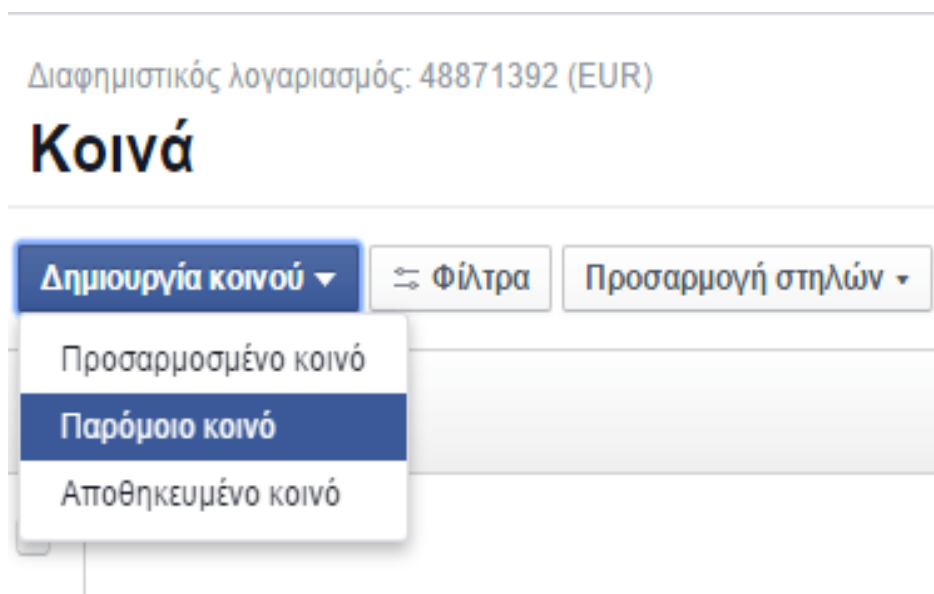 Διαφημιστικός λογαριασμός: 48871392 (EUR)
Κοινά
Δημιουργία κοινού Φίλτρα Προσαρμογή στηλών
Προσαρμοσμένο κοινό
Παρόμοιο κοινό
Αποθηκευμένο κοινό